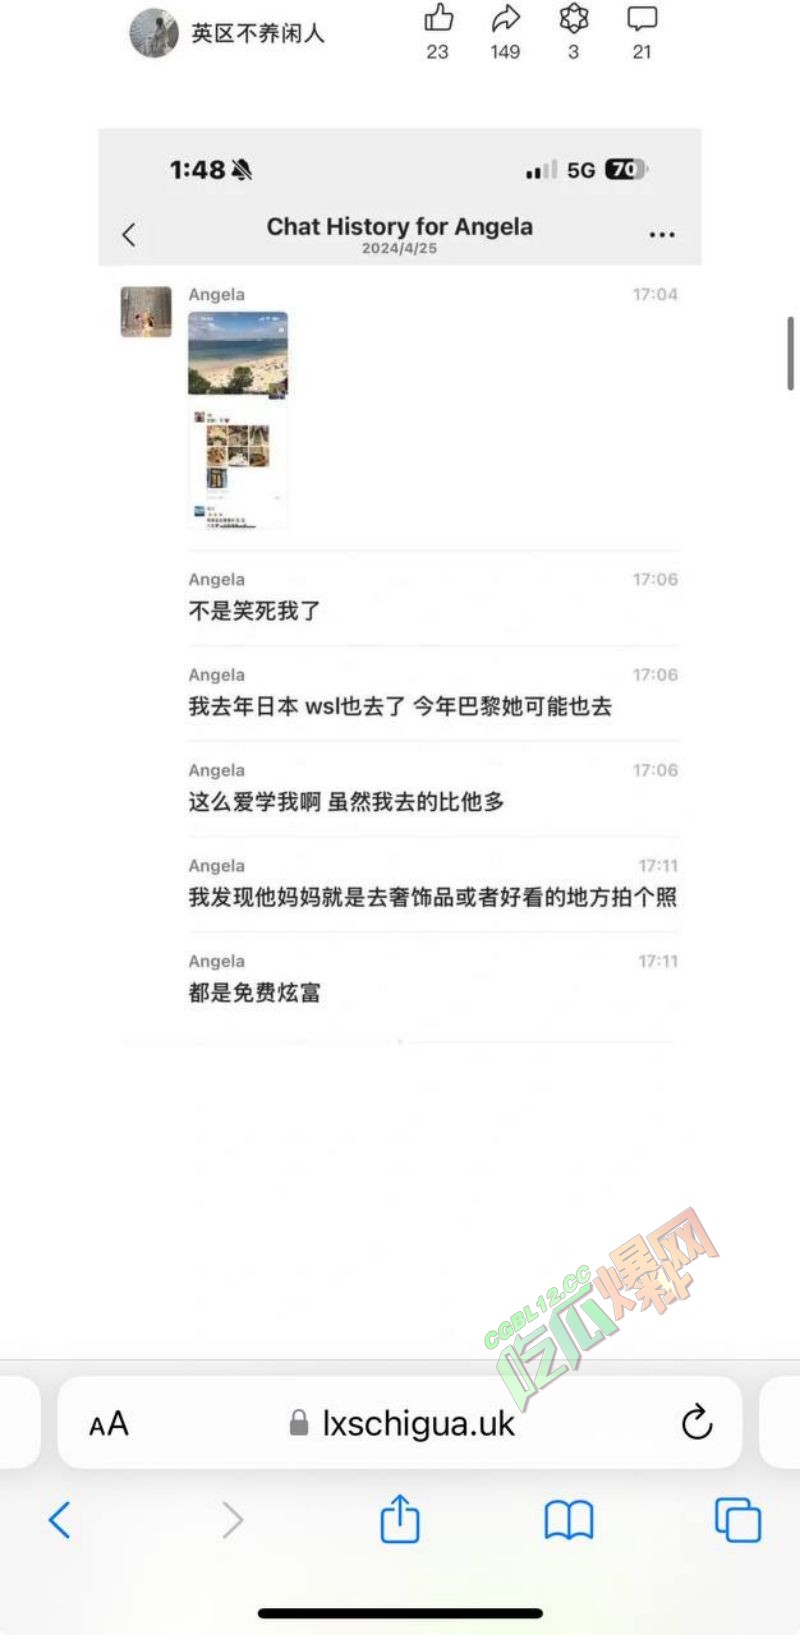 英区不养闲人
23 149 3 21
1:48 5G 70
Chat History for Angela
2024/4/25
Angela 17:04
Angela 17:06
不是笑死我了
Angela 17:06
我去年日本 wsl也去了 今年巴黎她可能也去
Angela 17:06
这么爱学我啊 虽然我去的比他多
Angela 17:11
我发现他妈妈就是去奢饰品或者好看的地方拍个照
Angela 17:11
都是免费炫富
CGBL12.CC
吃瓜爆料网
AA lxschigua.uk